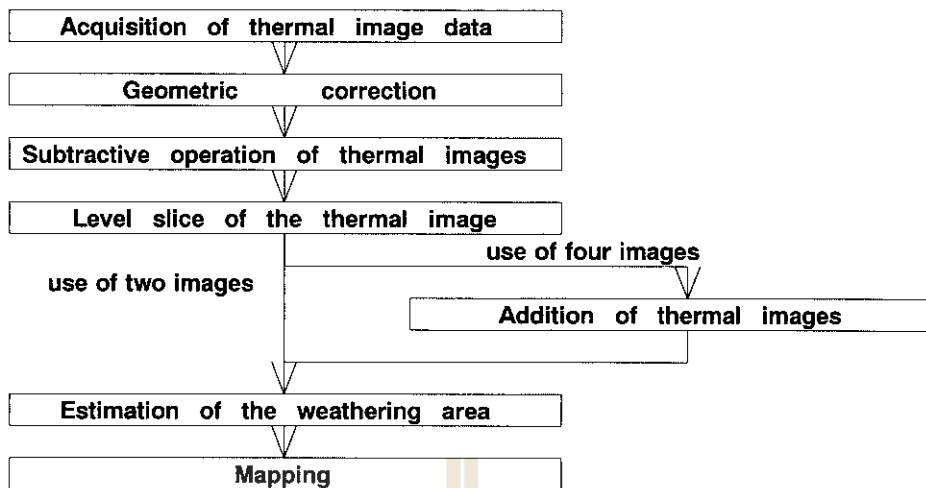 Acquisition of thermal image data
Geometric correction
Subtractive operation of thermal images
Level slice of the thermal image
use of four images
use of two images
Addition of thermal images
Estimation of the weathering area
Mapping